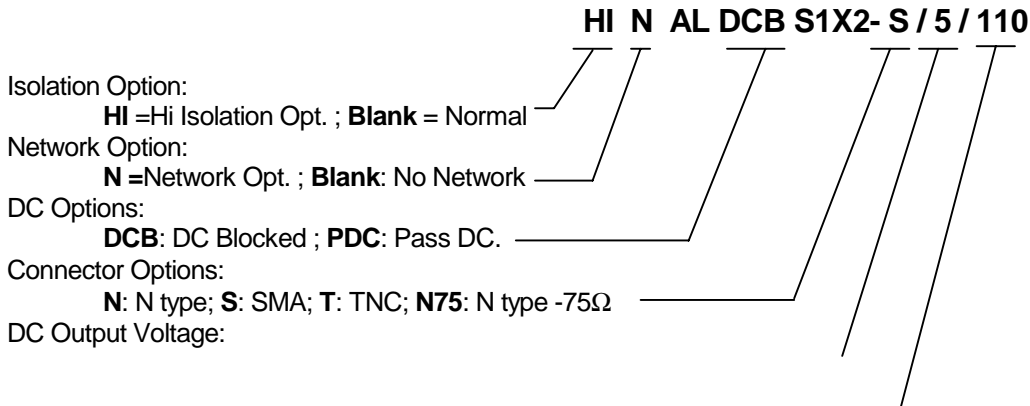 HI N AL DCB S1X2- S / 5 / 110
Isolation Option:
HI =Hi Isolation Opt. ; Blank = Normal
Network Option:
N =Network Opt. ; Blank: No Network
DC Options:
DCB: DC Blocked ; PDC: Pass DC.
Connector Options:
N: N type; S: SMA; T: TNC; N75: N type -75Ω
DC Output Voltage: